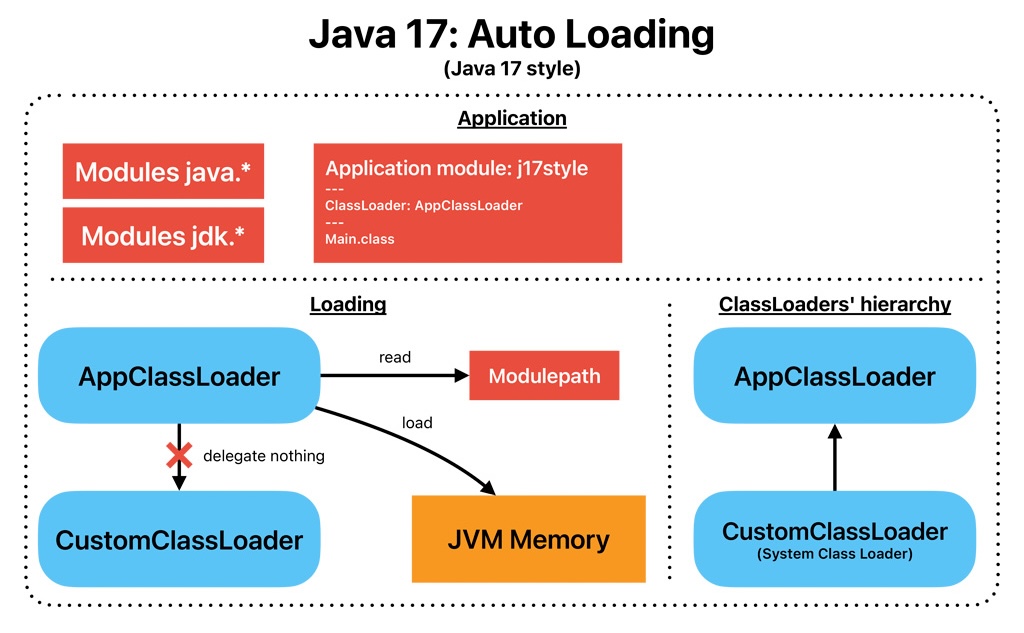 Java 17: Auto Loading
(Java 17 style)
Application
Modules java.*
Modules jdk.*
Application module: j17style
---
ClassLoader: AppClassLoader
---
Main.class
Loading
AppClassLoader
read
Modulepath
load
delegate nothing
CustomClassLoader
JVM Memory
ClassLoaders' hierarchy
AppClassLoader
CustomClassLoader
(System Class Loader)